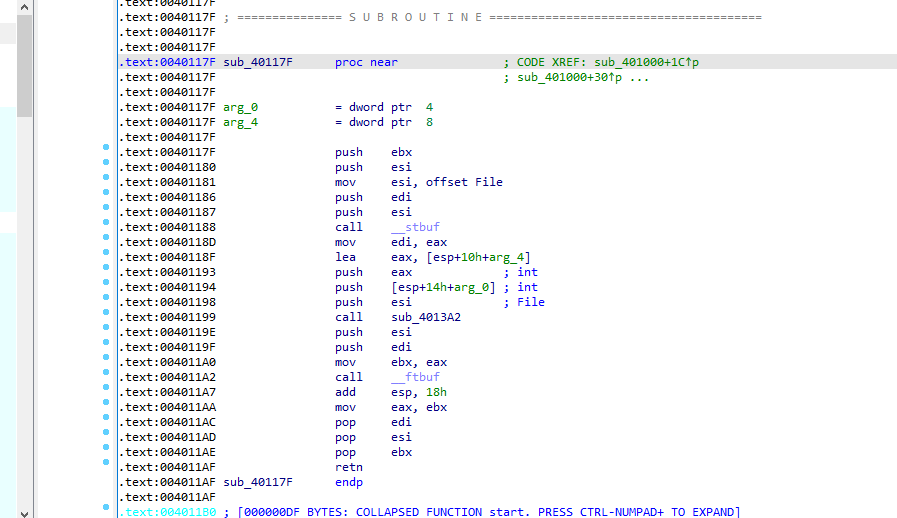 .text:0040117F
.text:0040117F ; =============== S U B R O U T I N E =======================================
.text:0040117F
.text:0040117F
.text:0040117F sub_40117F      proc near               ; CODE XREF: sub_401000+1C↑p
.text:0040117F                                         ; sub_401000+30↑p ...
.text:0040117F
.text:0040117F arg_0           = dword ptr  4
.text:0040117F arg_4           = dword ptr  8
.text:0040117F
.text:0040117F                 push    ebx
.text:00401180                 push    esi
.text:00401181                 mov     esi, offset File
.text:00401186                 push    edi
.text:00401187                 push    esi
.text:00401188                 call    __stbuf
.text:0040118D                 mov     edi, eax
.text:0040118F                 lea     eax, [esp+10h+arg_4]
.text:00401193                 push    eax             ; int
.text:00401194                 push    [esp+14h+arg_0] ; int
.text:00401198                 push    esi             ; File
.text:00401199                 call    sub_4013A2
.text:0040119E                 push    esi
.text:0040119F                 push    edi
.text:004011A0                 mov     ebx, eax
.text:004011A2                 call    __ftbuf
.text:004011A7                 add     esp, 18h
.text:004011AA                 mov     eax, ebx
.text:004011AC                 pop     edi
.text:004011AD                 pop     esi
.text:004011AE                 pop     ebx
.text:004011AF                 retn
.text:004011AF sub_40117F      endp
.text:004011AF
.text:004011B0 ; [000000DF BYTES: COLLAPSED FUNCTION start. PRESS CTRL-NUMPAD+ TO EXPAND]